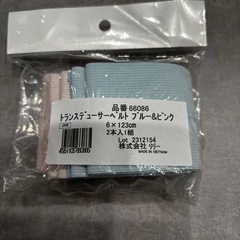 品番 66086
トランスデューサーベルト ブルー&ピンク
6×123cm
2本入1組
Lot 2312154
株式会社 リリー
MADE IN VIETNAM